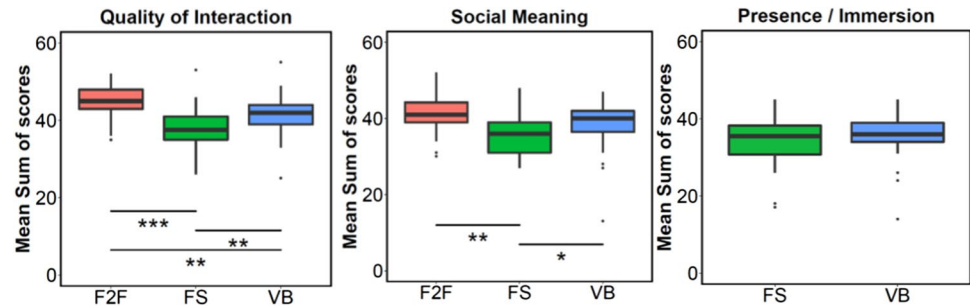 Quality of Interaction
Mean Sum of scores
60
40
20
0
***
**
**
F2F FS VB
Social Meaning
Mean Sum of scores
60
40
20
0
**
*
F2F FS VB
Presence / Immersion
Mean Sum of scores
60
40
20
0
FS VB